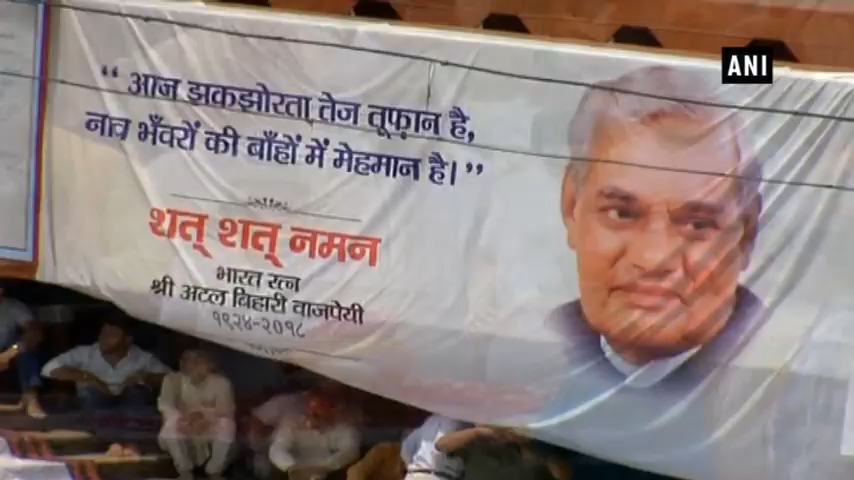 ANI
“ आज झकझोरता तेज तूफ़ान है,
नाव भँवरों की बाँहों में मेहमान है। ”
शत् शत् नमन
भारत रत्न
श्री अटल बिहारी वाजपेयी
१९२४-२०१८